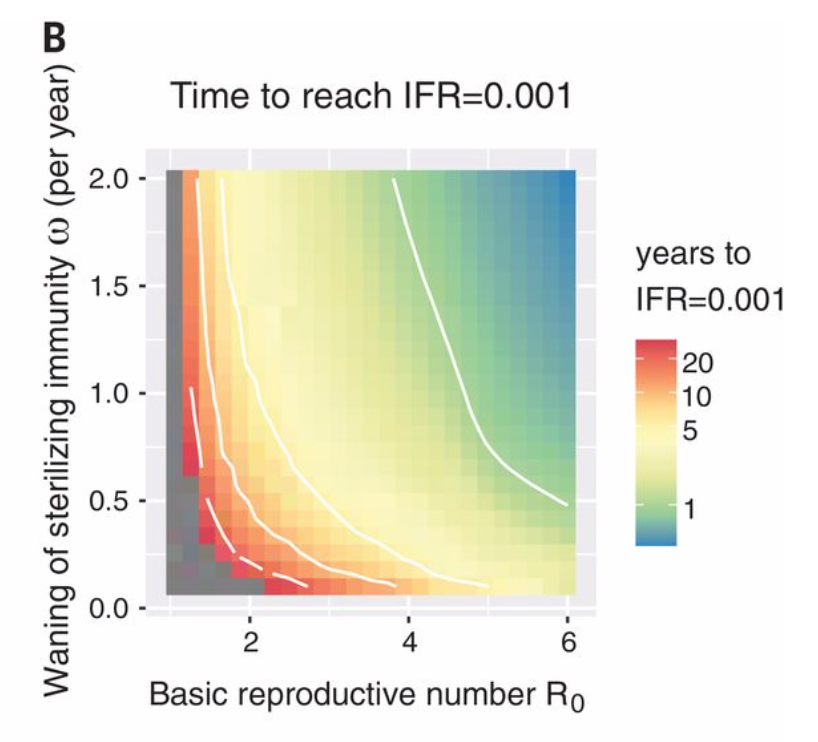 B
Time to reach IFR=0.001
Waning of sterilizing immunity ω (per year)
2.0
1.5
1.0
0.5
0.0
2
4
6
Basic reproductive number R₀
years to
IFR=0.001
20
10
5
1